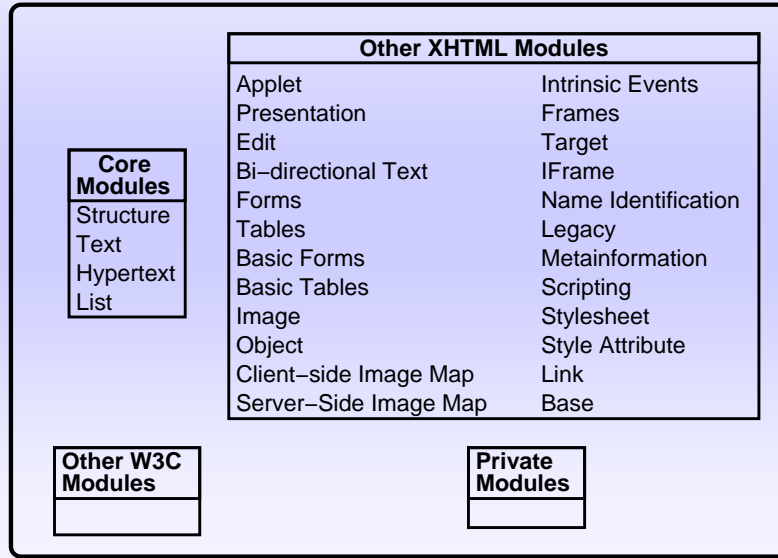 Other XHTML Modules
Applet
Presentation
Edit
Bi−directional Text
Forms
Tables
Basic Forms
Basic Tables
Image
Object
Client−side Image Map
Server−Side Image Map
Intrinsic Events
Frames
Target
IFrame
Name Identification
Legacy
Metainformation
Scripting
Stylesheet
Style Attribute
Link
Base
Core
Modules
Structure
Text
Hypertext
List
Other W3C
Modules
Private
Modules